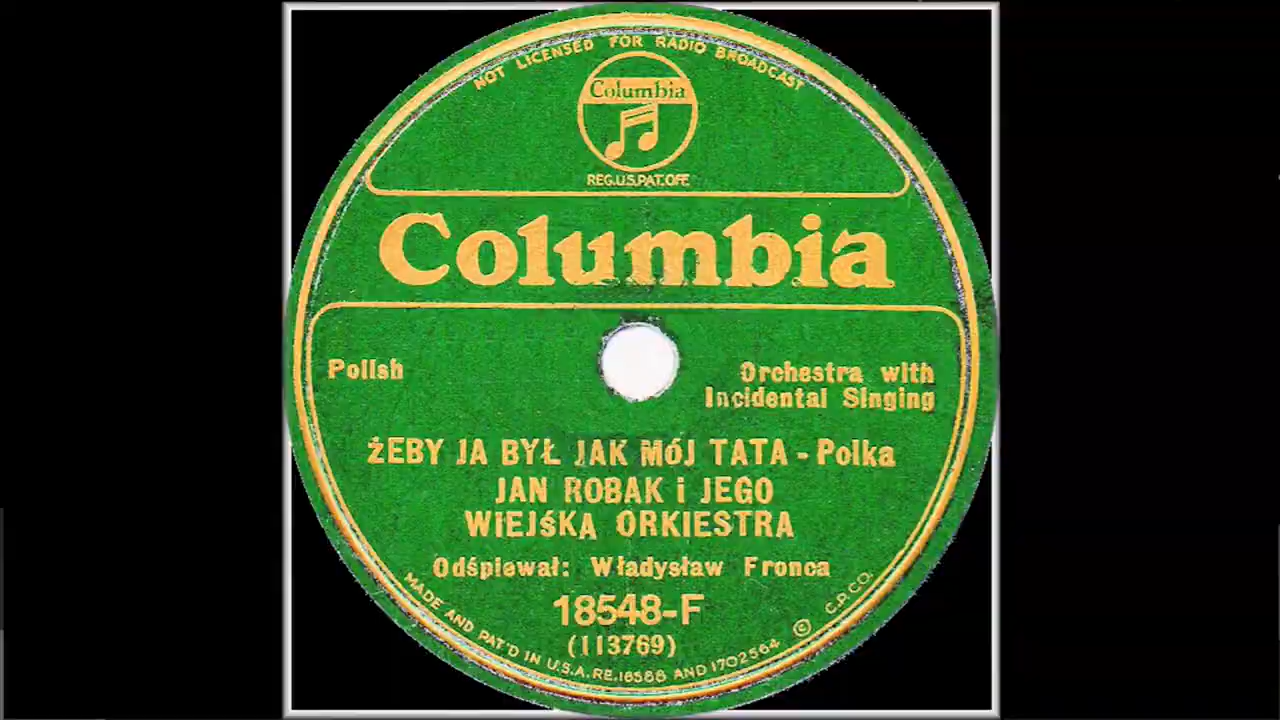 NOT LICENSED FOR RADIO BROADCAST
Columbia
REG.U.S.PAT.OFF.
Columbia
Polish
Orchestra with
Incidental Singing
ŻEBY JA BYŁ JAK MÓJ TATA - Polka
JAN ROBAK i JEGO
WIEJŚKA ORKIESTRA
Odśpiewał: Władysław Fronca
18548-F
(113769)
MADE AND PAT'D IN U.S.A. RE.16588 AND 1702564 © C.P.CO.